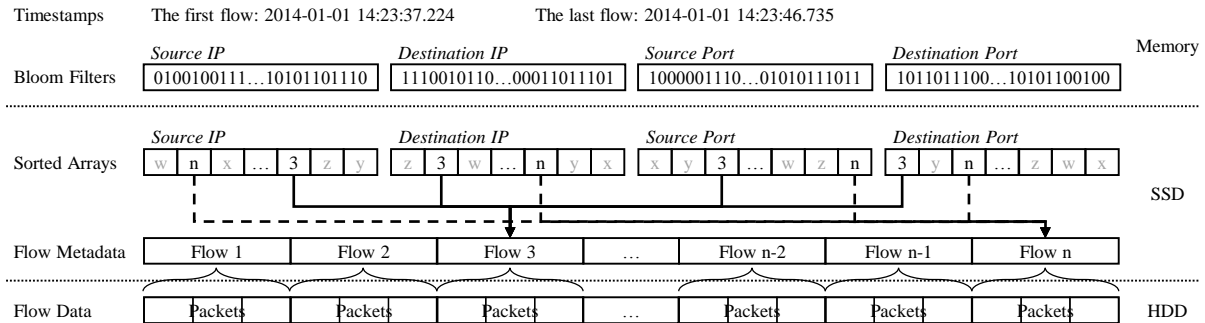 Timestamps The first flow: 2014-01-01 14:23:37.224 The last flow: 2014-01-01 14:23:46.735
Memory
Source IP Destination IP Source Port Destination Port
Bloom Filters 0100100111…10101101110 1110010110…00011011101 1000001110…01010111011 1011011100…10101100100
Source IP Destination IP Source Port Destination Port
Sorted Arrays w n x … 3 z y z 3 w … n y x x y 3 … w z n 3 y n … z w x
SSD
Flow Metadata Flow 1 Flow 2 Flow 3 … Flow n-2 Flow n-1 Flow n
Flow Data Packets Packets Packets … Packets Packets Packets HDD